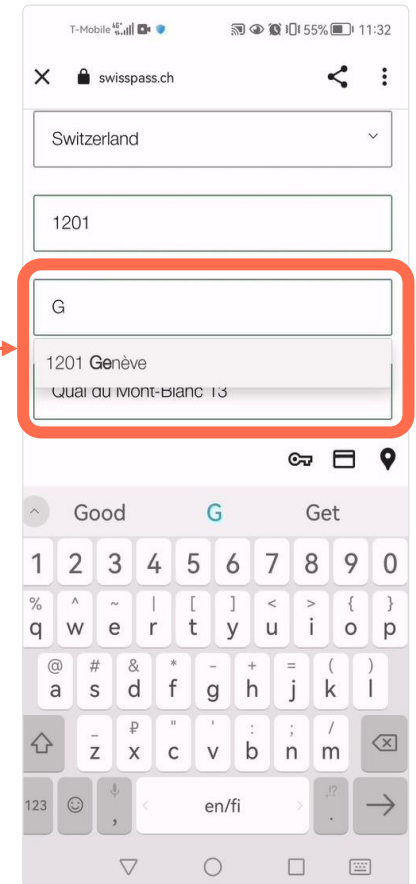 T-Mobile 46+ 55% 11:32
swisspass.ch
Switzerland
1201
G
1201 Genève
Quai du Mont-Blanc 13
Good G Get
1 2 3 4 5 6 7 8 9 0
% ^ ~ | [ ] < > { }
q w e r t y u i o p
@ # & * - + = ( )
a s d f g h j k l
_ ₽ " ' : ; /
z x c v b n m
123 , en/fi .!?
.